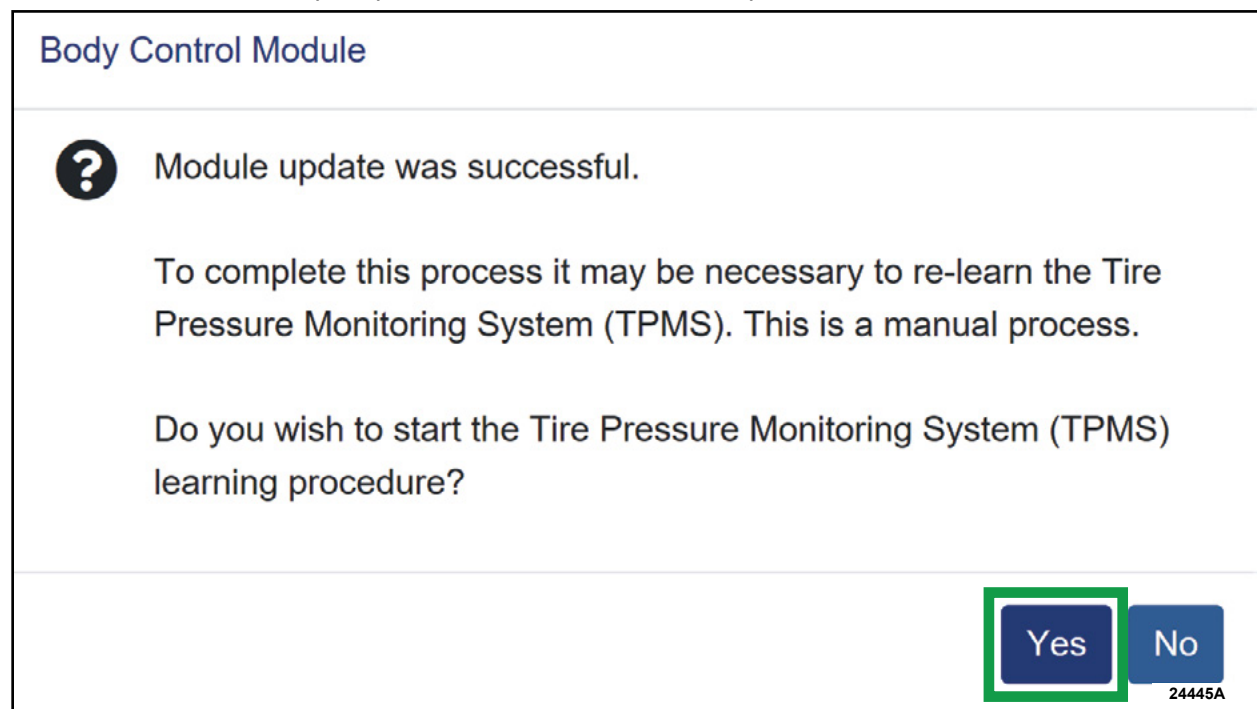 Body Control Module
?
Module update was successful.
To complete this process it may be necessary to re-learn the Tire
Pressure Monitoring System (TPMS). This is a manual process.
Do you wish to start the Tire Pressure Monitoring System (TPMS)
learning procedure?
Yes No
24445A